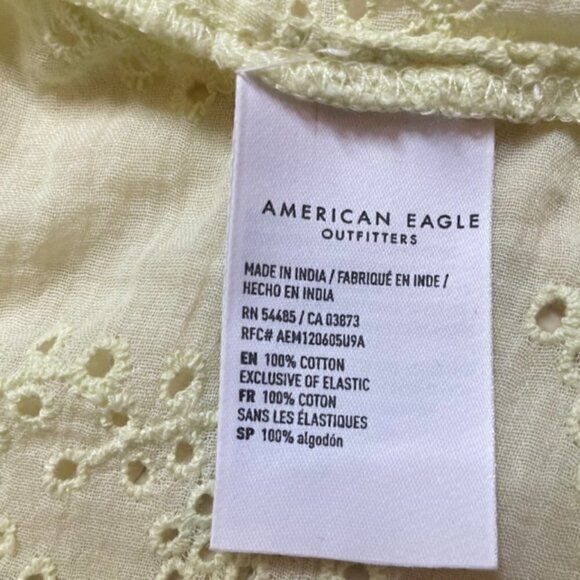 AMERICAN EAGLE
OUTFITTERS
MADE IN INDIA / FABRIQUÉ EN INDE /
HECHO EN INDIA
RN 54485 / CA 03873
RFC# AEM120605U9A
EN 100% COTTON
EXCLUSIVE OF ELASTIC
FR 100% COTON
SANS LES ÉLASTIQUES
SP 100% algodón